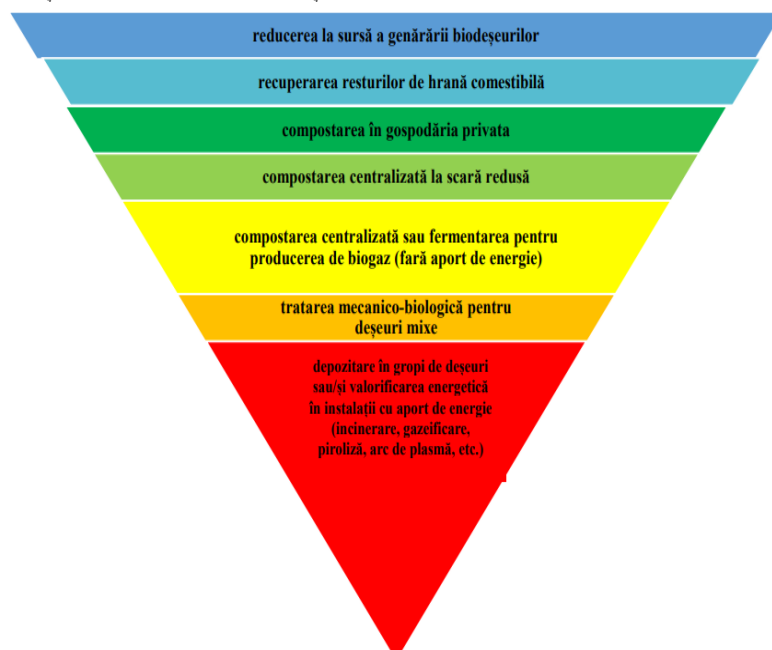 reducerea la sursă a genărării biodeșeurilor
recuperarea resturilor de hrană comestibilă
compostarea în gospodăria privata
compostarea centralizată la scară redusă
compostarea centralizată sau fermentarea pentru
producerea de biogaz (fară aport de energie)
tratarea mecanico-biologică pentru
deșeuri mixe
depozitare în gropi de deșeuri
sau/și valorificarea energetică
în instalații cu aport de energie
(incinerare, gazeificare,
piroliză, arc de plasmă, etc.)